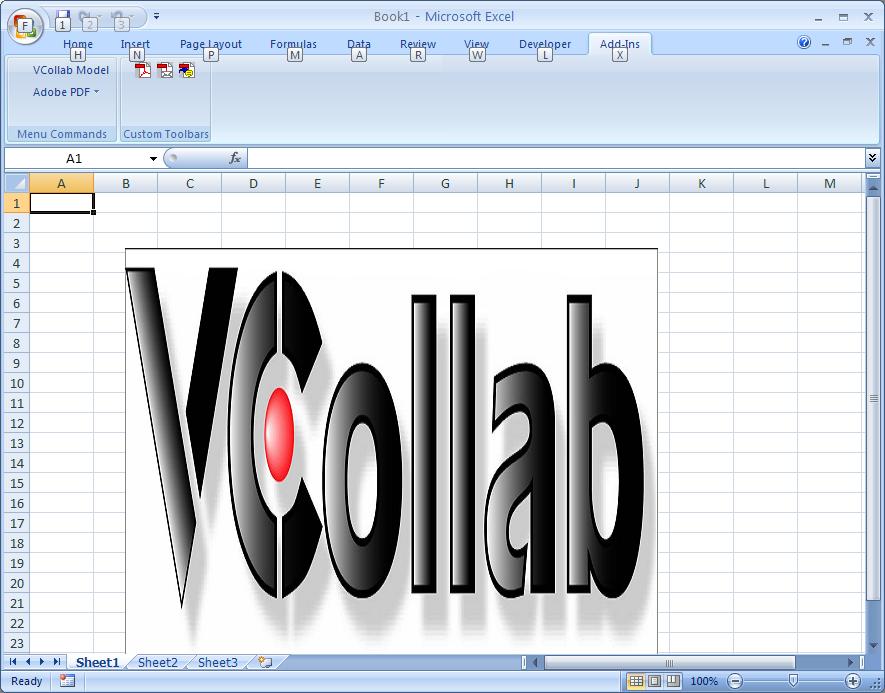 Book1 - Microsoft Excel
F 1 2 3
Home Insert Page Layout Formulas Data Review View Developer Add-Ins
H N P M A R W L X
VCollab Model
Adobe PDF
Menu Commands Custom Toolbars
A1 fx
A B C D E F G H I J K L M
1
2
3
4
5
6
7
8
9
10
11
12
13
14
15
16
17
18
19
20
21
22
23
VCollab
Sheet1 Sheet2 Sheet3
Ready 100%